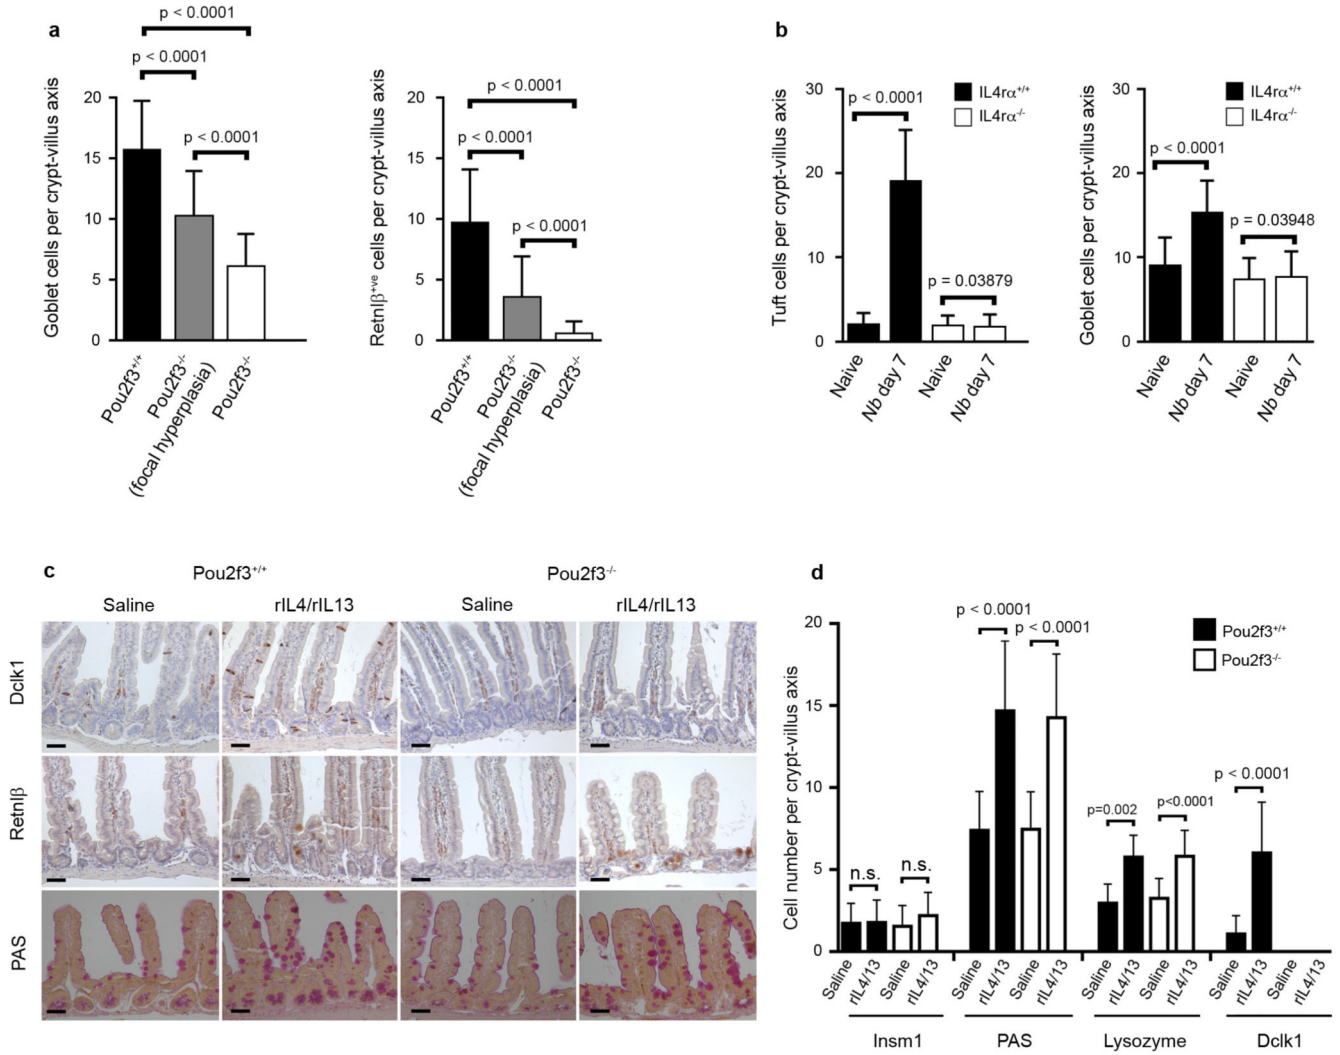 a
p < 0.0001
p < 0.0001
p < 0.0001
Goblet cells per crypt-villus axis
20
15
10
5
0
Pou2f3+/+
Pou2f3-/-
(focal hyperplasia)
Pou2f3-/-
p < 0.0001
p < 0.0001
p < 0.0001
Retnlβ+ve cells per crypt-villus axis
20
15
10
5
0
Pou2f3+/+
Pou2f3-/-
(focal hyperplasia)
Pou2f3-/-
b
IL4rα+/+
IL4rα-/-
p < 0.0001
p = 0.03879
Tuft cells per crypt-villus axis
30
20
10
0
Naive
Nb day 7
Naive
Nb day 7
IL4rα+/+
IL4rα-/-
p < 0.0001
p = 0.03948
Goblet cells per crypt-villus axis
30
20
10
0
Naive
Nb day 7
Naive
Nb day 7
c
Pou2f3+/+ Pou2f3-/-
Saline rIL4/rIL13 Saline rIL4/rIL13
Dclk1
Retnlβ
PAS
d
Pou2f3+/+
Pou2f3-/-
Cell number per crypt-villus axis
20
15
10
5
0
n.s. n.s.
p < 0.0001 p < 0.0001
p=0.002 p<0.0001
p < 0.0001
Saline rIL4/13 Saline rIL4/13 Saline rIL4/13 Saline rIL4/13 Saline rIL4/13 Saline rIL4/13 Saline rIL4/13 Saline rIL4/13
Insm1 PAS Lysozyme Dclk1